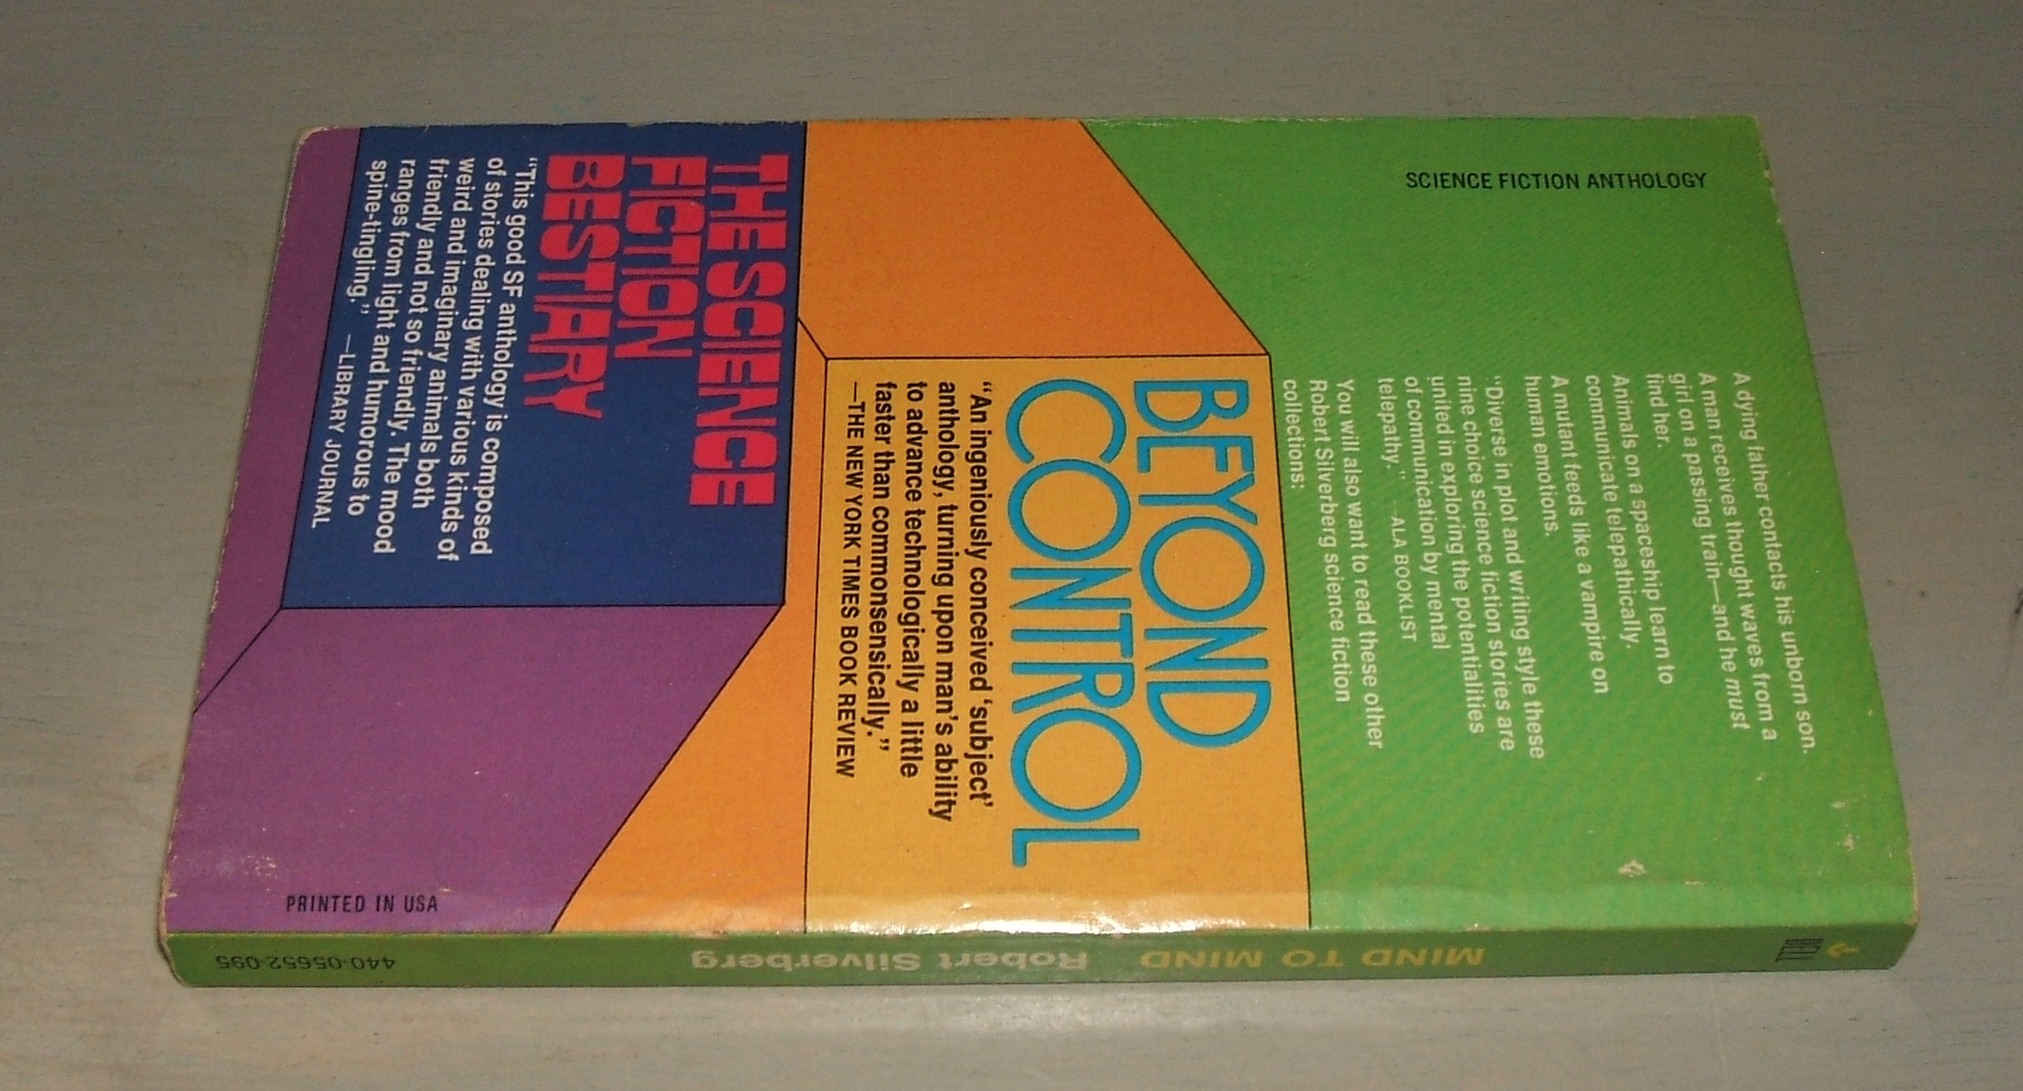 SCIENCE FICTION ANTHOLOGY
A dying father contacts his unborn son.
A man receives thought waves from a
girl on a passing train—and he must
find her.
Animals on a spaceship learn to
communicate telepathically.
A mutant feeds like a vampire on
human emotions.
"Diverse in plot and writing style these
nine choice science fiction stories are
united in exploring the potentialities
of communication by mental
telepathy." —ALA BOOKLIST
You will also want to read these other
Robert Silverberg science fiction
collections:
BEYOND
CONTROL
"An ingeniously conceived 'subject'
anthology, turning upon man's ability
to advance technologically a little
faster than commonsensically."
—THE NEW YORK TIMES BOOK REVIEW
THE SCIENCE
FICTION
BESTIARY
"This good SF anthology is composed
of stories dealing with various kinds of
weird and imaginary animals both
friendly and not so friendly. The mood
ranges from light and humorous to
spine-tingling."
—LIBRARY JOURNAL
PRINTED IN USA
DELL
MIND TO MIND Robert Silverberg
440-05652-095